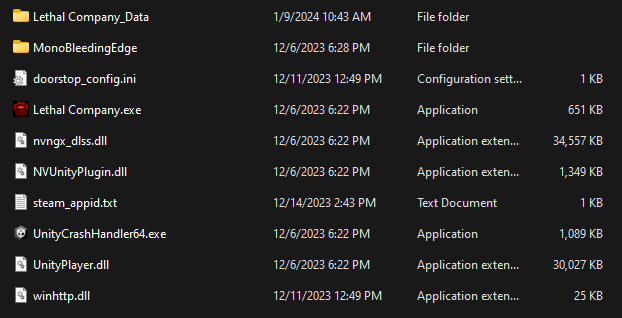 Lethal Company_Data 1/9/2024 10:43 AM File folder
MonoBleedingEdge 12/6/2023 6:28 PM File folder
doorstop_config.ini 12/11/2023 12:49 PM Configuration sett... 1 KB
Lethal Company.exe 12/6/2023 6:22 PM Application 651 KB
nvngx_dlss.dll 12/6/2023 6:22 PM Application exten... 34,557 KB
NVUnityPlugin.dll 12/6/2023 6:22 PM Application exten... 1,349 KB
steam_appid.txt 12/14/2023 2:43 PM Text Document 1 KB
UnityCrashHandler64.exe 12/6/2023 6:22 PM Application 1,089 KB
UnityPlayer.dll 12/6/2023 6:22 PM Application exten... 30,027 KB
winhttp.dll 12/11/2023 12:49 PM Application exten... 25 KB